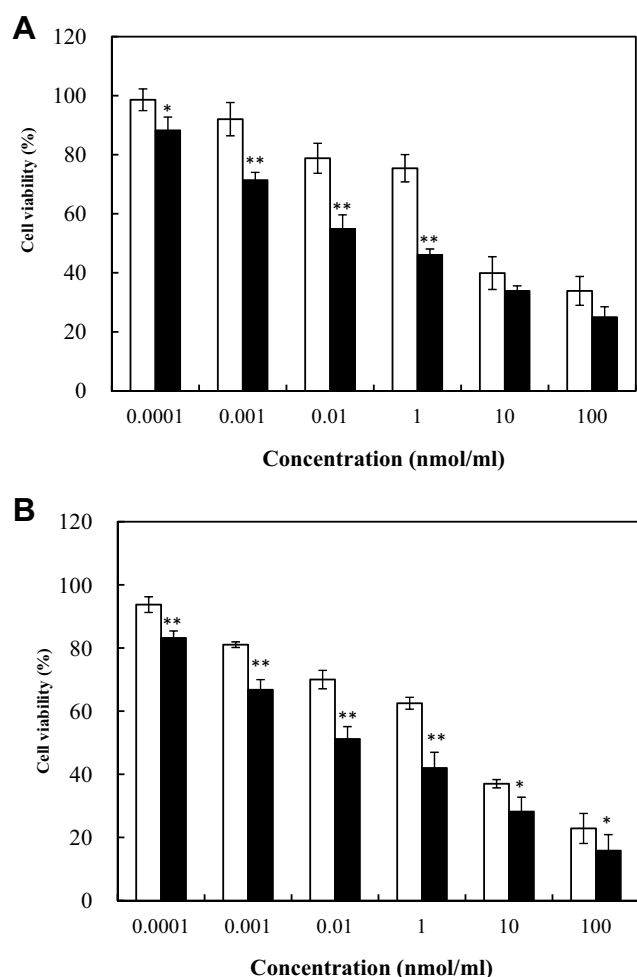 A
120
100
80
60
40
20
0
Cell viability (%)
* ** ** **
0.0001 0.001 0.01 1 10 100
Concentration (nmol/ml)
B
120
100
80
60
40
20
0
Cell viability (%)
** ** ** ** * *
0.0001 0.001 0.01 1 10 100
Concentration (nmol/ml)